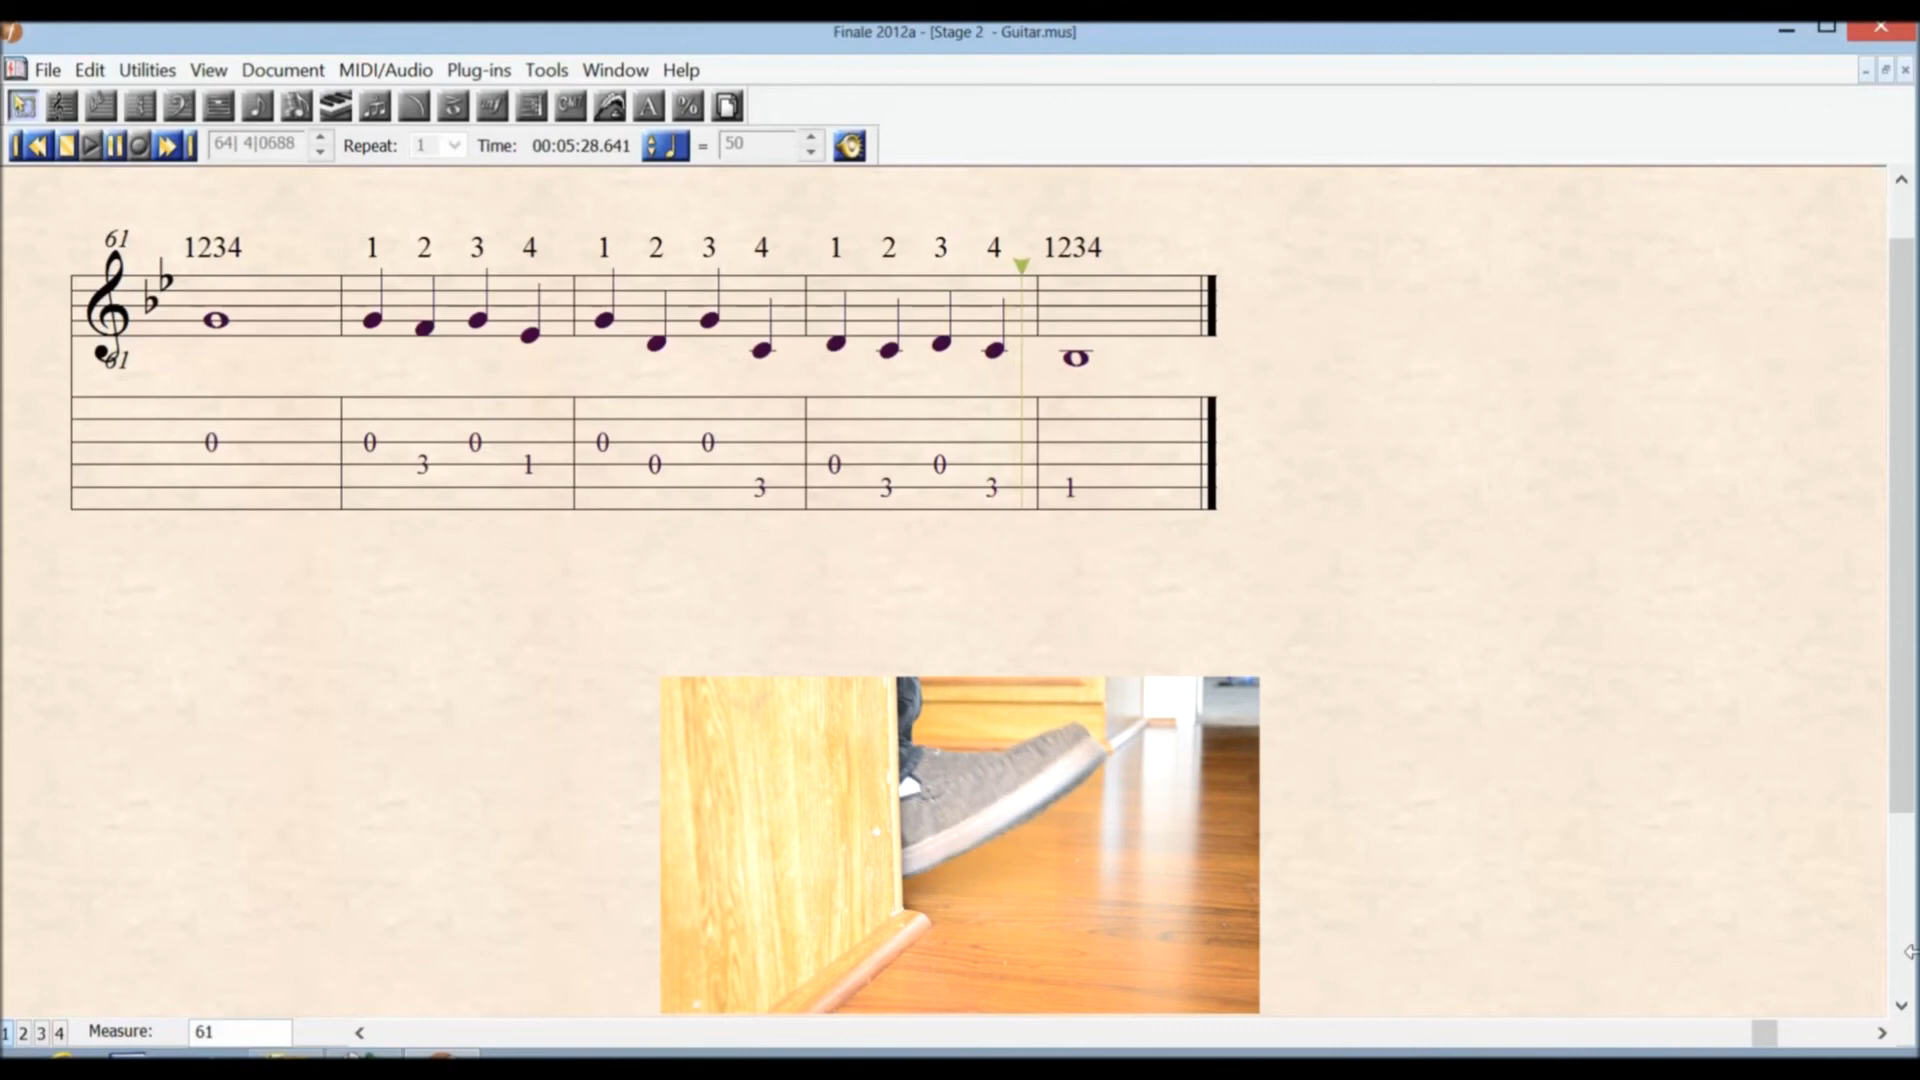 Finale 2012a - [Stage 2 - Guitar.mus]
File Edit Utilities View Document MIDI/Audio Plug-ins Tools Window Help
64| 4|0688 Repeat: 1 Time: 00:05:28.641 = 50
61 1234 1 2 3 4 1 2 3 4 1 2 3 4 1234
61
0 0 0 0 0
3 1 0 0 0
3 3 3 1
1 2 3 4 Measure: 61